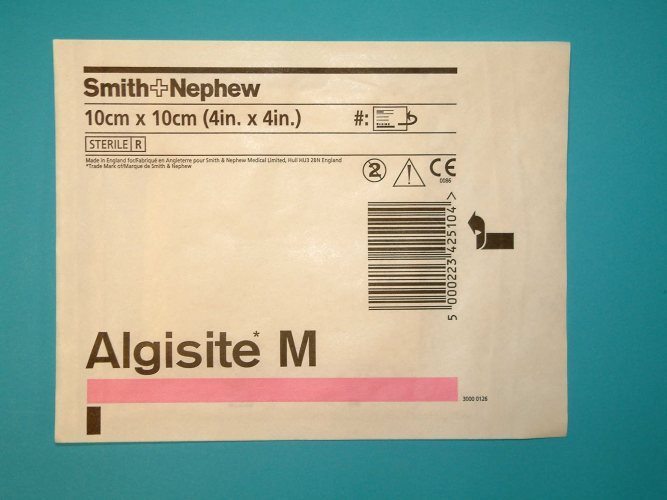 Smith+Nephew
10cm x 10cm (4in. x 4in.)
#:
STERILE R
Made in England for/Fabriqué en Angleterre pour Smith & Nephew Medical Limited, Hull HU3 2BN England
*Trade Mark of/Marque de Smith & Nephew
2
CE
0086
5 000223 425104 >
Algisite* M
3000 0126